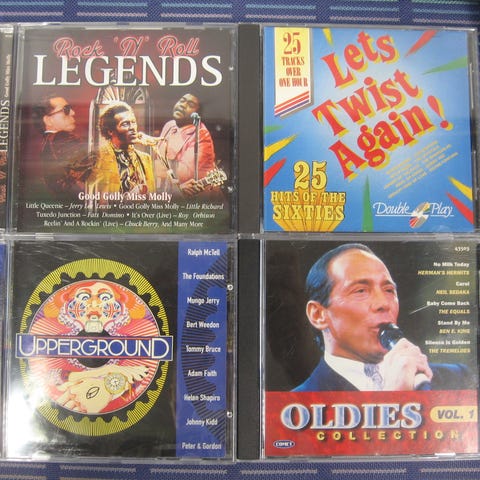 LEGENDS
Good Golly Miss Molly
Rock 'N' Roll
LEGENDS
Good Golly Miss Molly
Little Queenie – Jerry Lee Lewis • Good Golly Miss Molly – Little Richard
Tuxedo Junction – Fats Domino • It's Over (Live) – Roy Orbison
Reelin' And A Rockin' (Live) – Chuck Berry, And Many More
25
TRACKS
OVER
ONE HOUR
Lets
Twist
Again!
25
HITS OF THE
SIXTIES
Double Play
UPPERGROUND
Ralph McTell
The Foundations
Mungo Jerry
Bert Weedon
Tommy Bruce
Adam Faith
Helen Shapiro
Johnny Kidd
Peter & Gordon
No Milk Today
HERMAN'S HERMITS
Carol
NEIL SEDAKA
Baby Come Back
THE EQUALS
Stand By Me
BEN E. KING
Silence is Golden
THE TREMELOES
OLDIES VOL. 1
COLLECTION
COMET